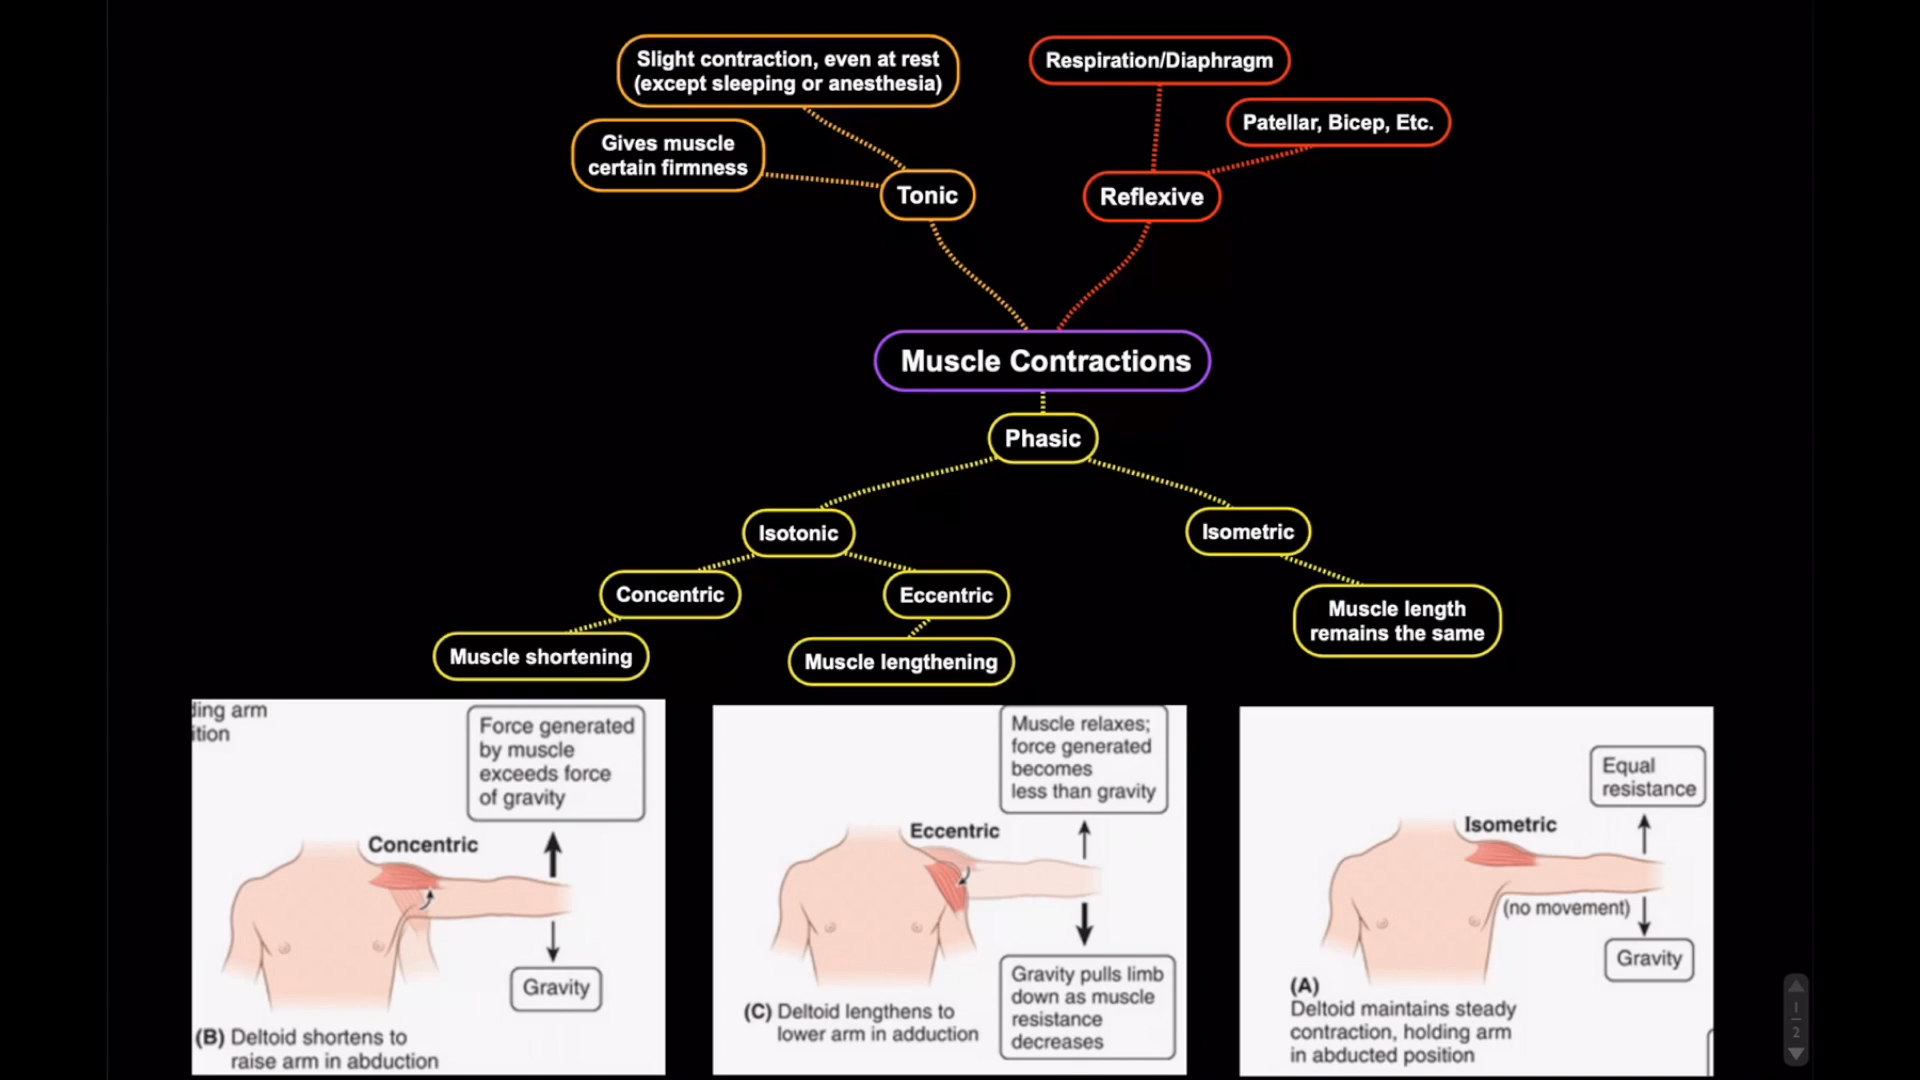 Slight contraction, even at rest
(except sleeping or anesthesia)
Respiration/Diaphragm
Patellar, Bicep, Etc.
Gives muscle
certain firmness
Tonic
Reflexive
Muscle Contractions
Phasic
Isotonic
Isometric
Concentric
Eccentric
Muscle length
remains the same
Muscle shortening
Muscle lengthening
ding arm
ition
Force generated
by muscle
exceeds force
of gravity
Concentric
Gravity
(B) Deltoid shortens to
raise arm in abduction
Muscle relaxes;
force generated
becomes
less than gravity
Eccentric
(C) Deltoid lengthens to
lower arm in adduction
Gravity pulls limb
down as muscle
resistance
decreases
Equal
resistance
Isometric
(no movement)
Gravity
(A)
Deltoid maintains steady
contraction, holding arm
in abducted position
1
2